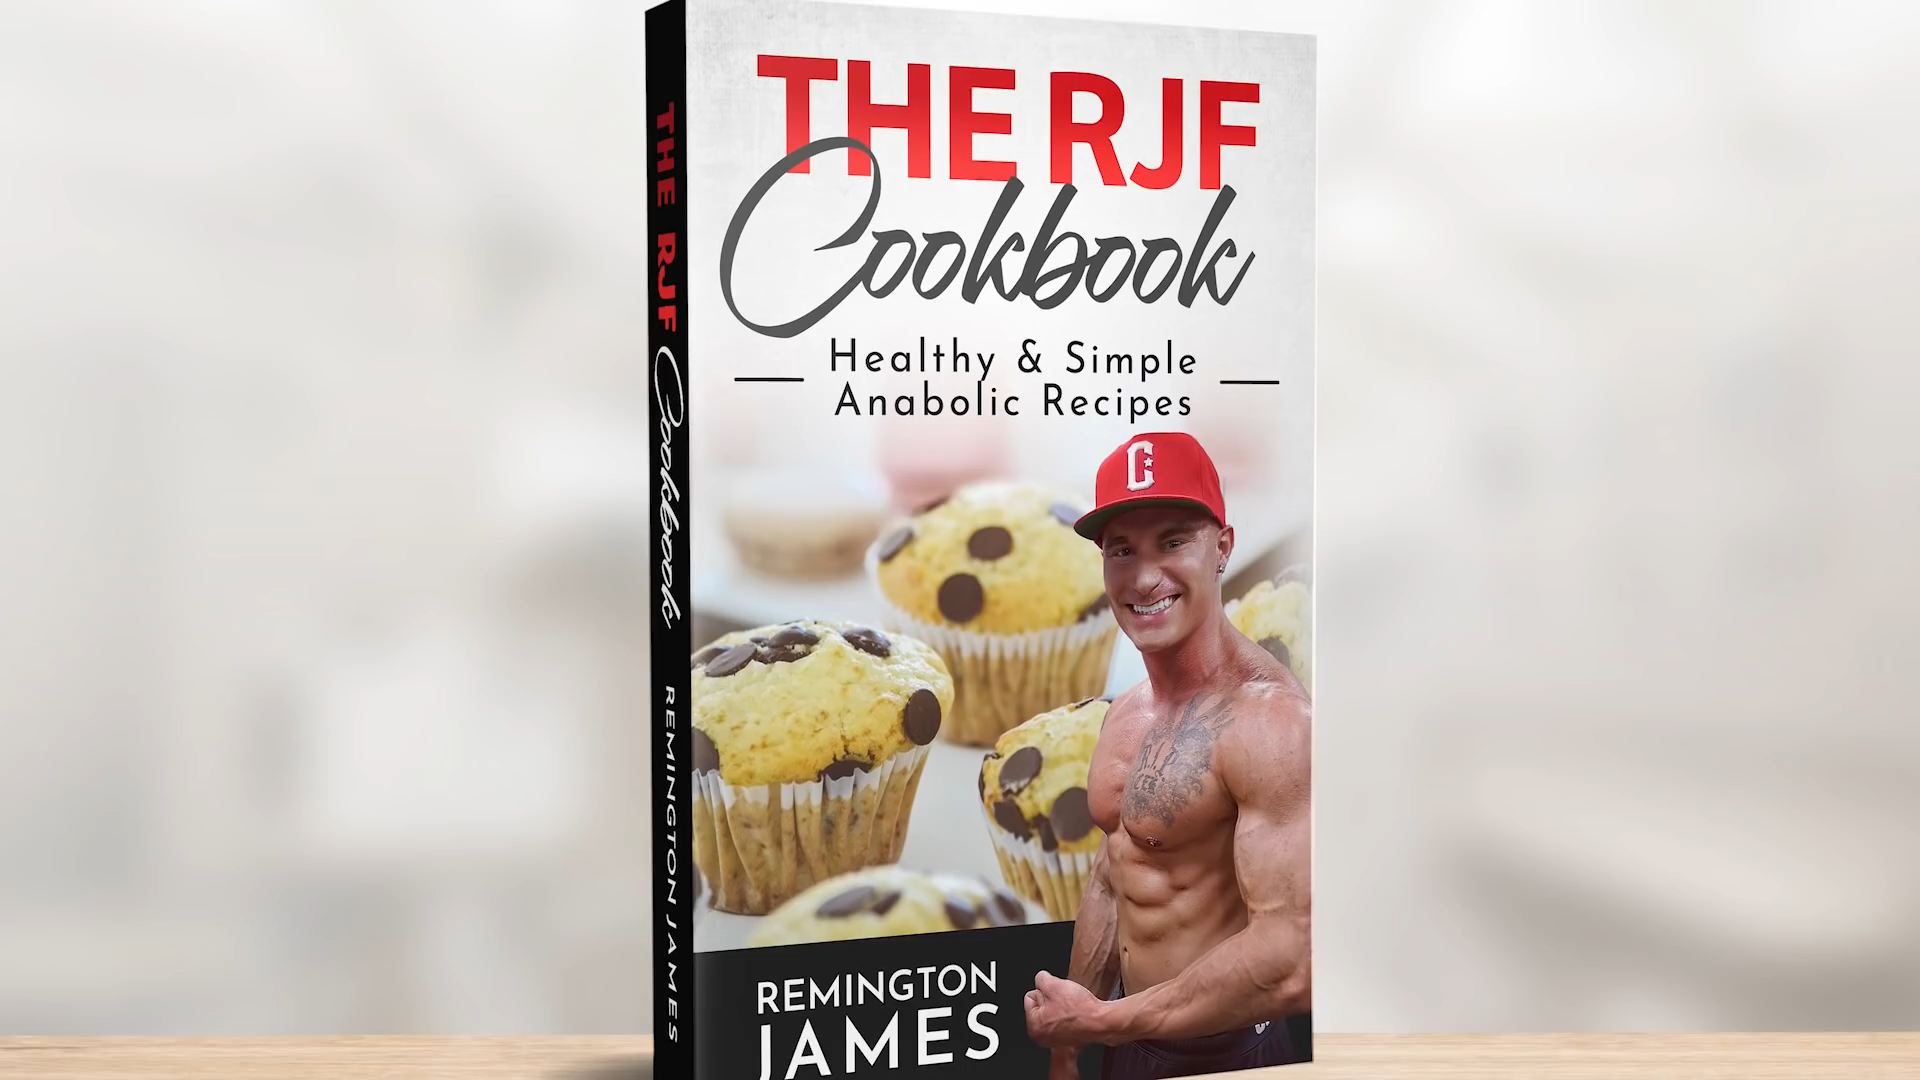 THE RJF
Cookbook
Healthy & Simple
Anabolic Recipes
C
R.I.P
REMINGTON
JAMES
THE RJF Cookbook REMINGTON JAMES